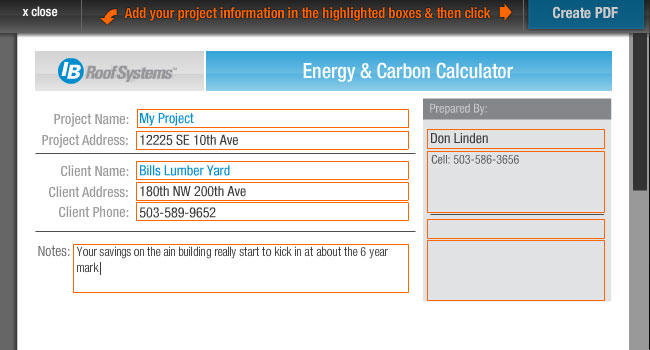 x close
Add your project information in the highlighted boxes & then click
Create PDF
IB RoofSystems™
Energy & Carbon Calculator
Project Name: My Project
Project Address: 12225 SE 10th Ave
Client Name: Bills Lumber Yard
Client Address: 180th NW 200th Ave
Client Phone: 503-589-9652
Notes: Your savings on the ain building really start to kick in at about the 6 year
mark
Prepared By:
Don Linden
Cell: 503-586-3656